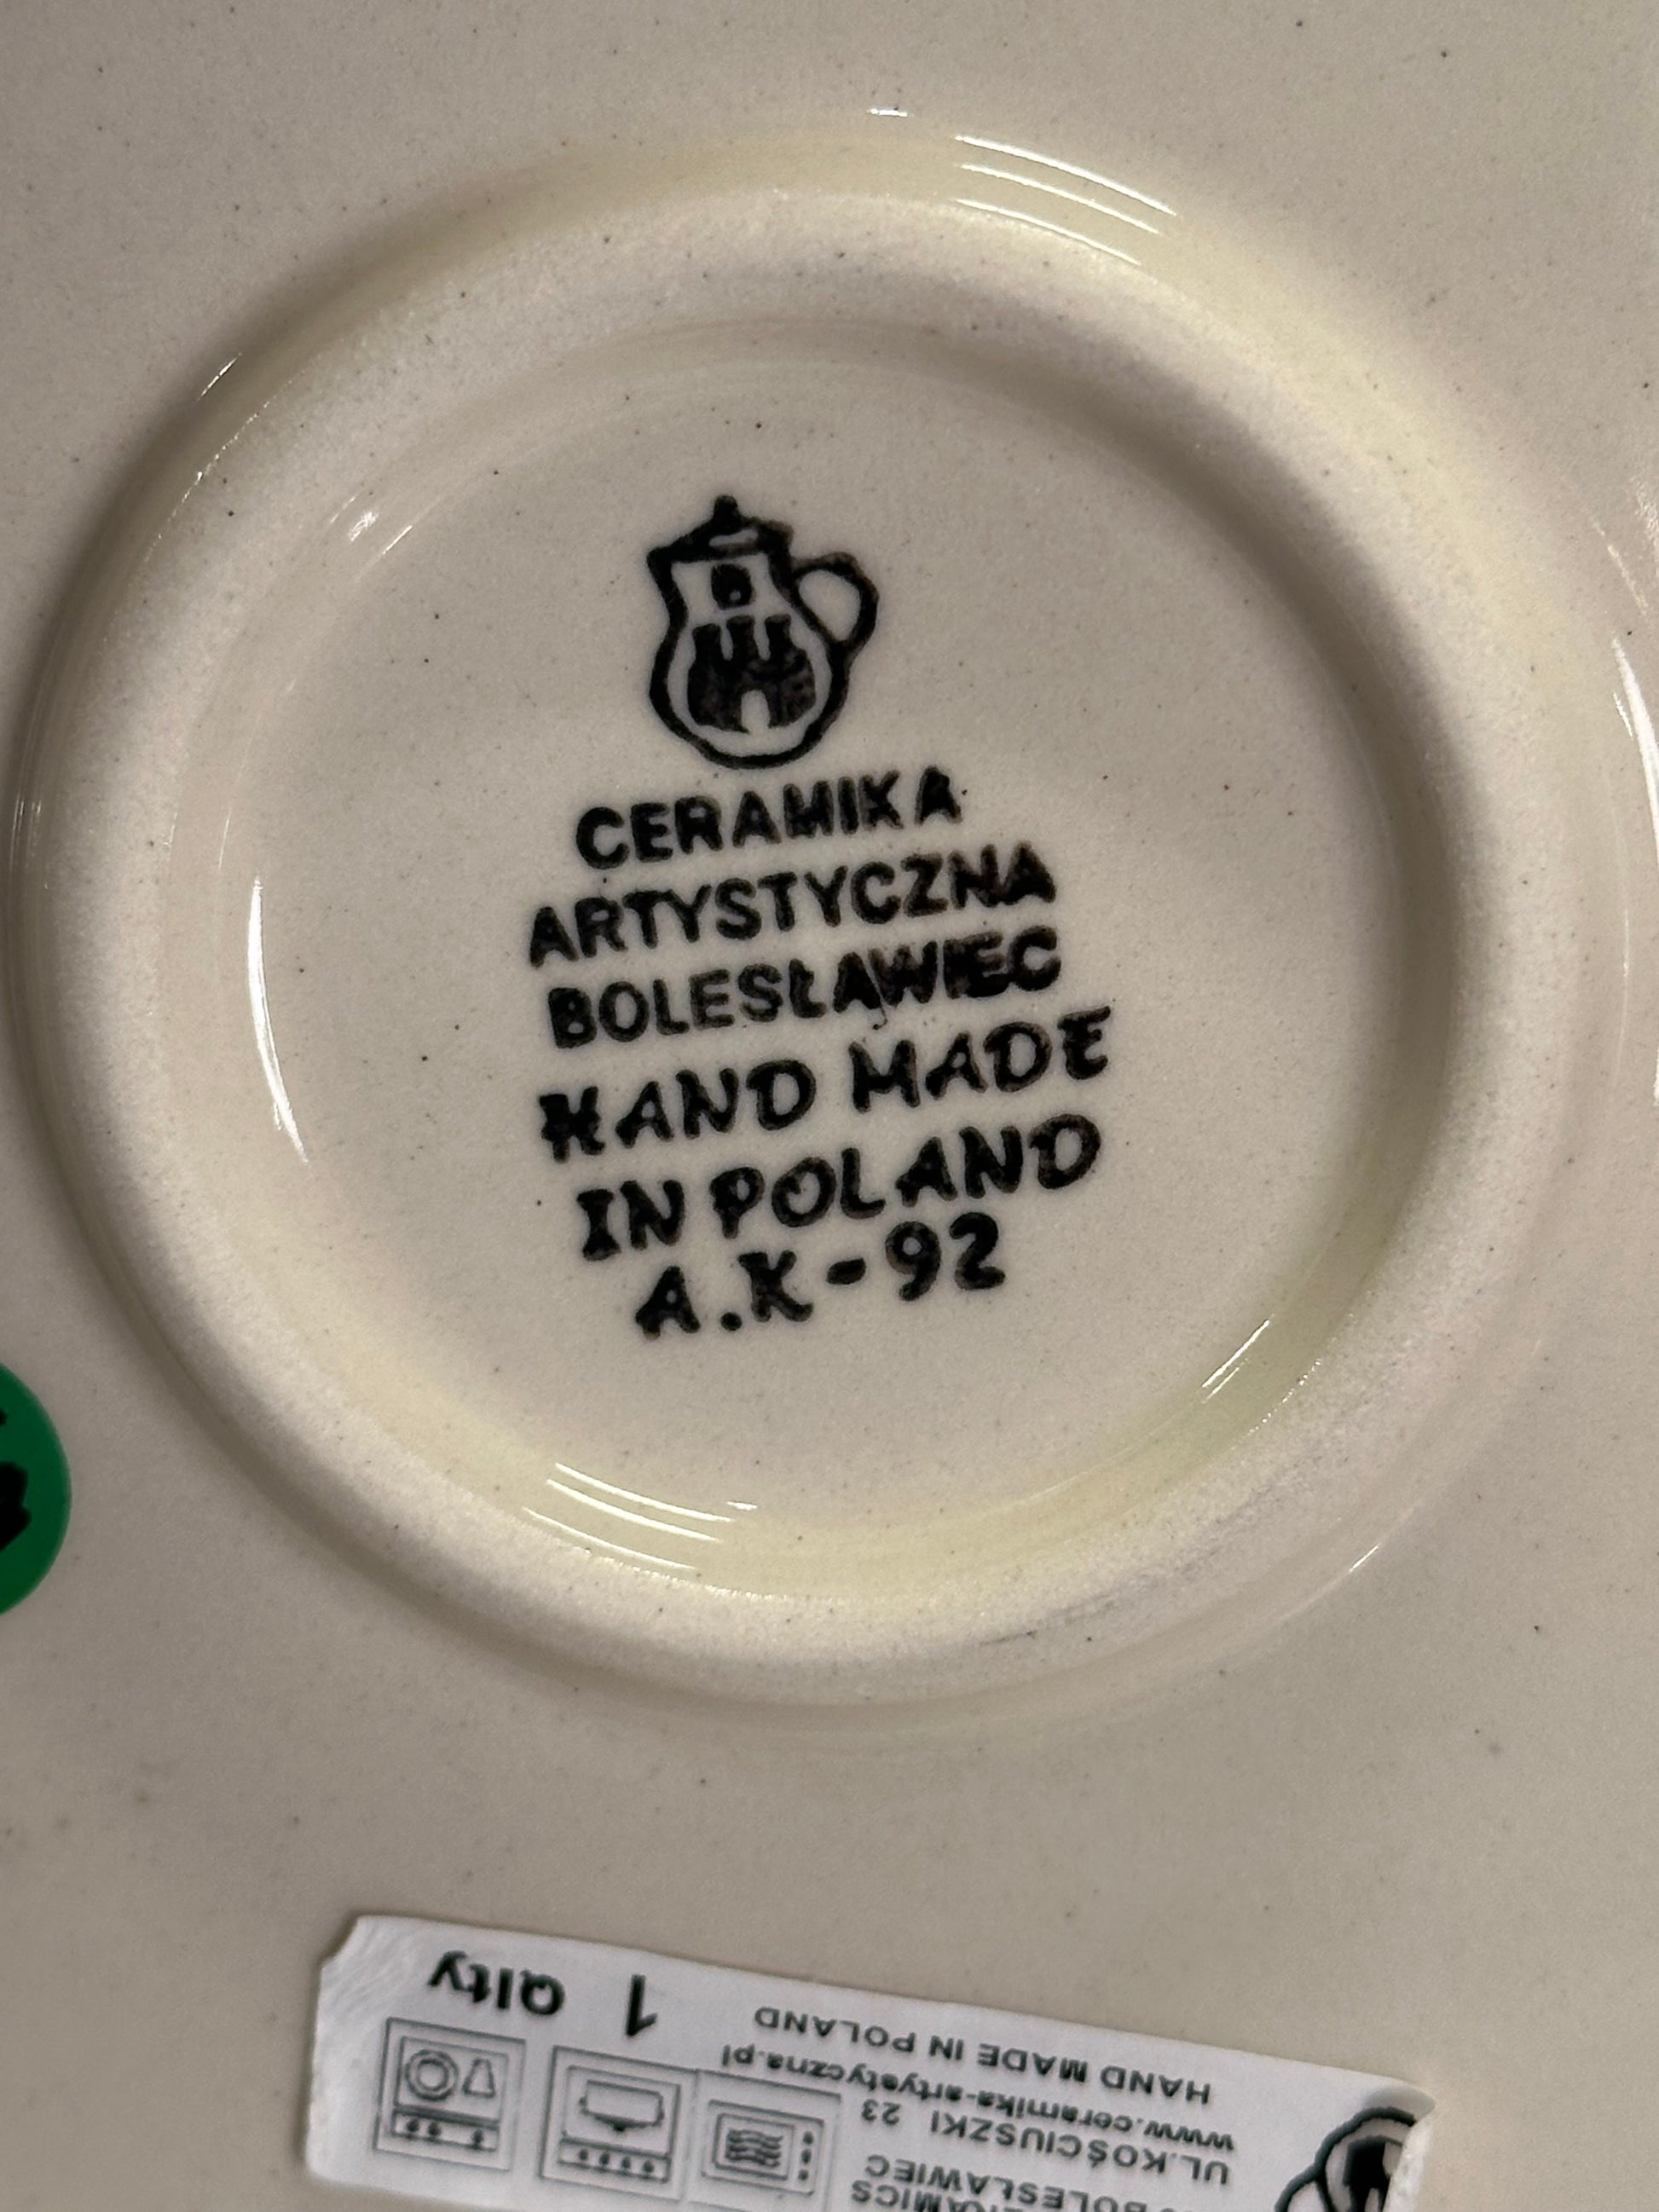 CERAMIKA
ARTYSTYCZNA
BOLESŁAWIEC
HAND MADE
IN POLAND
A.K-92
BOLESŁAWIEC
UL.KOŚCIUSZKI 23
www.ceramika-artystyczna.pl
HAND MADE IN POLAND
1 Qlty